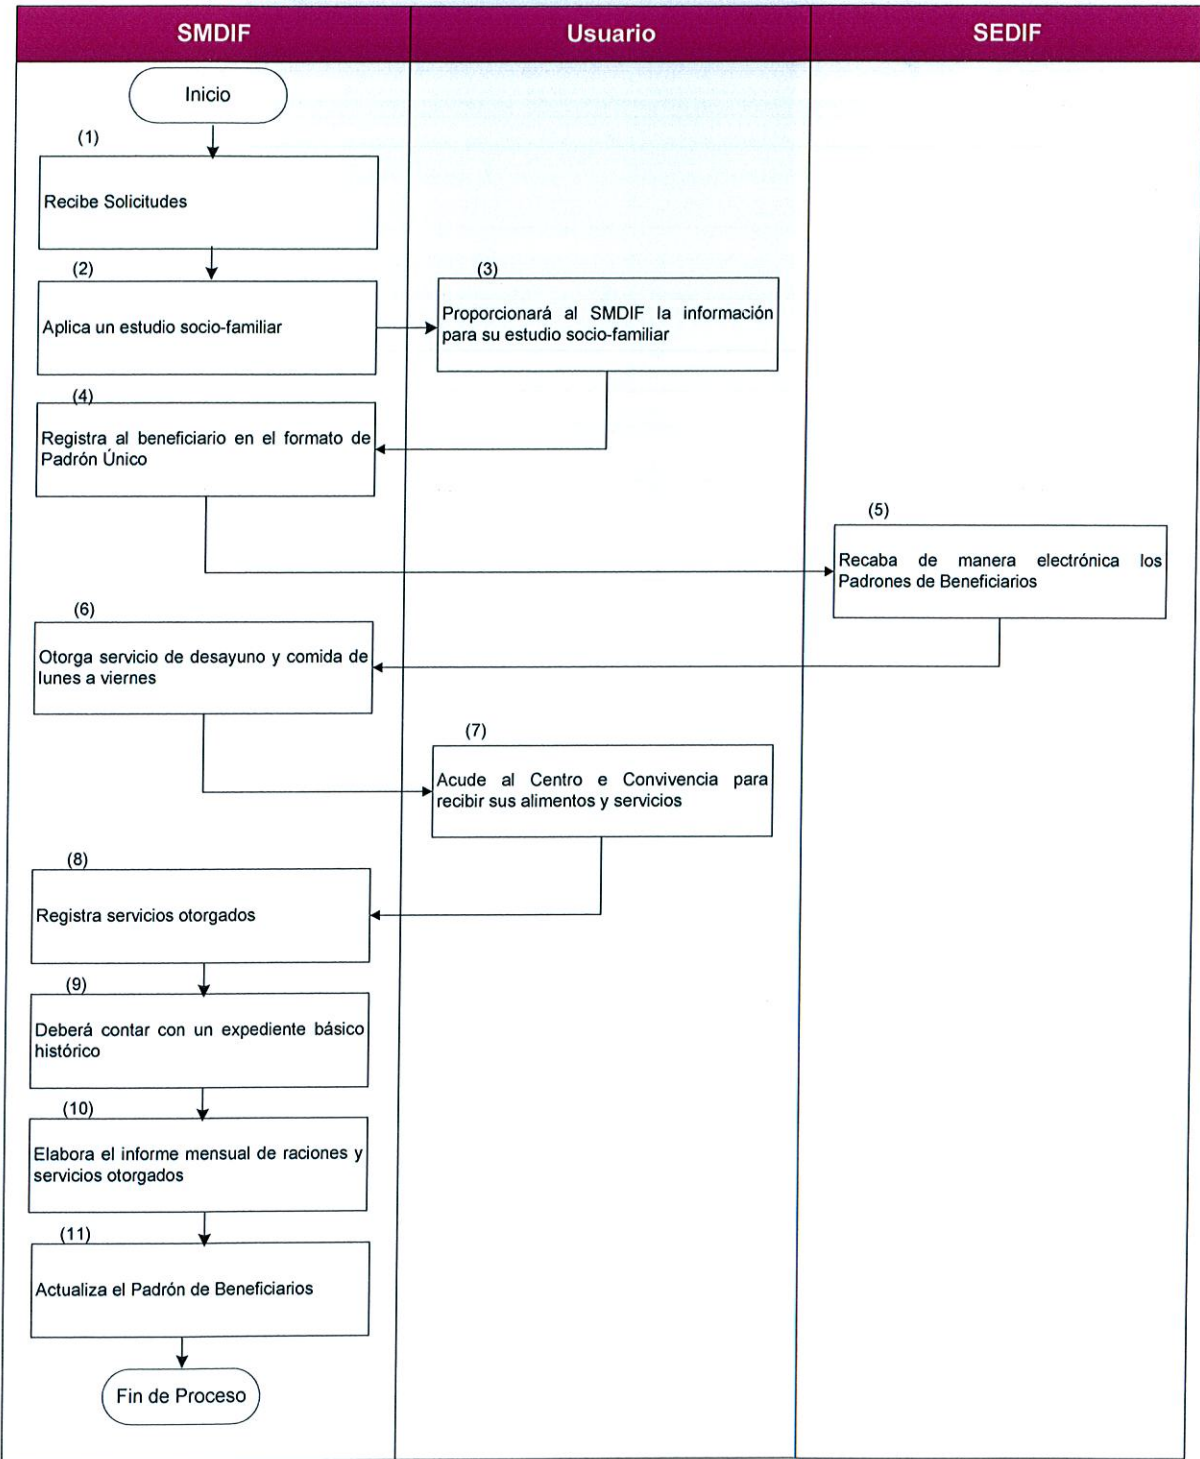 SMDIF
Usuario
SEDIF
Inicio
(1)
Recibe Solicitudes
(2)
Aplica un estudio socio-familiar
(3)
Proporcionará al SMDIF la información
para su estudio socio-familiar
(4)
Registra al beneficiario en el formato de
Padrón Único
(5)
Recaba de manera electrónica los
Padrones de Beneficiarios
(6)
Otorga servicio de desayuno y comida de
lunes a viernes
(7)
Acude al Centro e Convivencia para
recibir sus alimentos y servicios
(8)
Registra servicios otorgados
(9)
Deberá contar con un expediente básico
histórico
(10)
Elabora el informe mensual de raciones y
servicios otorgados
(11)
Actualiza el Padrón de Beneficiarios
Fin de Proceso